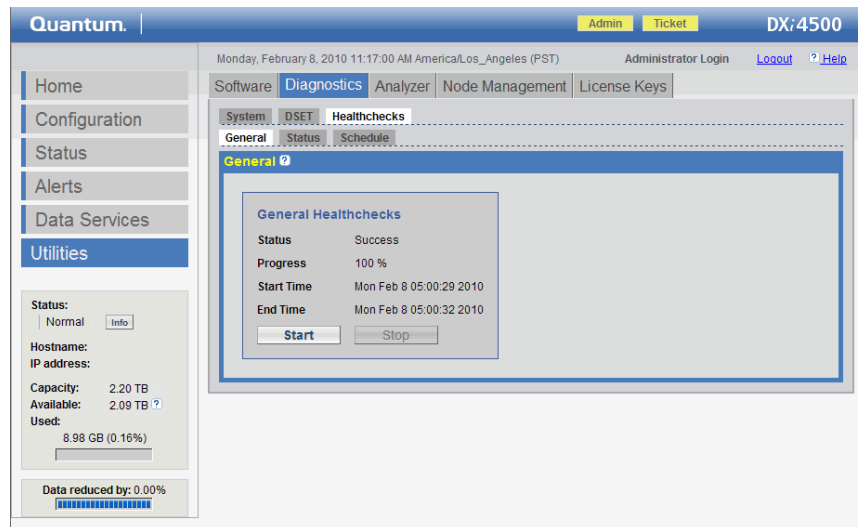 Quantum.
Admin Ticket DXi4500
Monday, February 8, 2010 11:17:00 AM America/Los_Angeles (PST) Administrator Login Logout ? Help
Home
Configuration
Status
Alerts
Data Services
Utilities
Software Diagnostics Analyzer Node Management License Keys
System DSET Healthchecks
General Status Schedule
General ?
General Healthchecks
Status Success
Progress 100 %
Start Time Mon Feb 8 05:00:29 2010
End Time Mon Feb 8 05:00:32 2010
Start Stop
Status:
Normal Info
Hostname:
IP address:
Capacity: 2.20 TB
Available: 2.09 TB ?
Used:
8.98 GB (0.16%)
Data reduced by: 0.00%